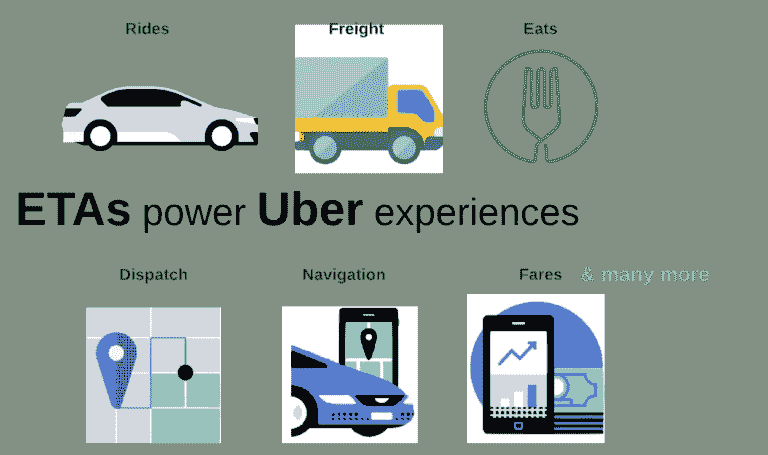 Rides Freight Eats
ETAs power Uber experiences
Dispatch Navigation Fares & many more